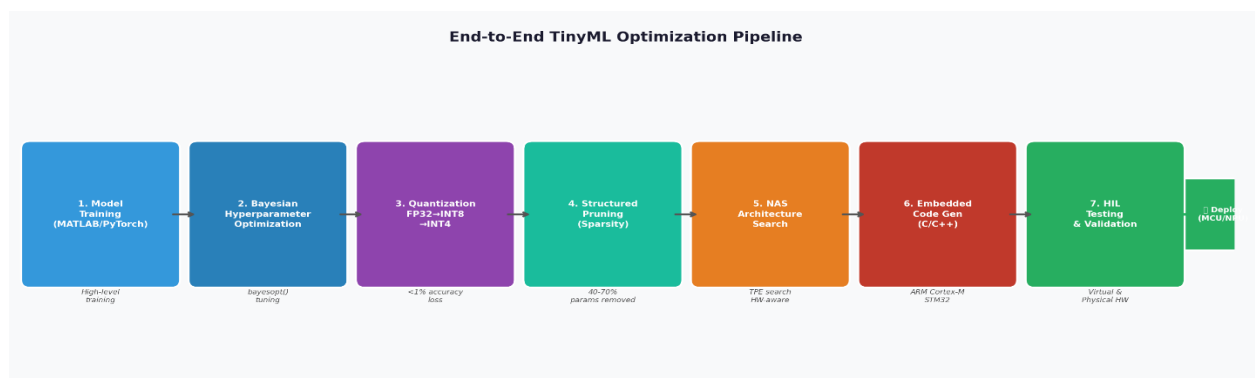 End-to-End TinyML Optimization Pipeline
1. Model
Training
(MATLAB/PyTorch)
High-level
training
2. Bayesian
Hyperparameter
Optimization
bayesopt()
tuning
3. Quantization
FP32→INT8
→INT4
<1% accuracy
loss
4. Structured
Pruning
(Sparsity)
40-70%
params removed
5. NAS
Architecture
Search
TPE search
HW-aware
6. Embedded
Code Gen
(C/C++)
ARM Cortex-M
STM32
7. HIL
Testing
& Validation
Virtual &
Physical HW